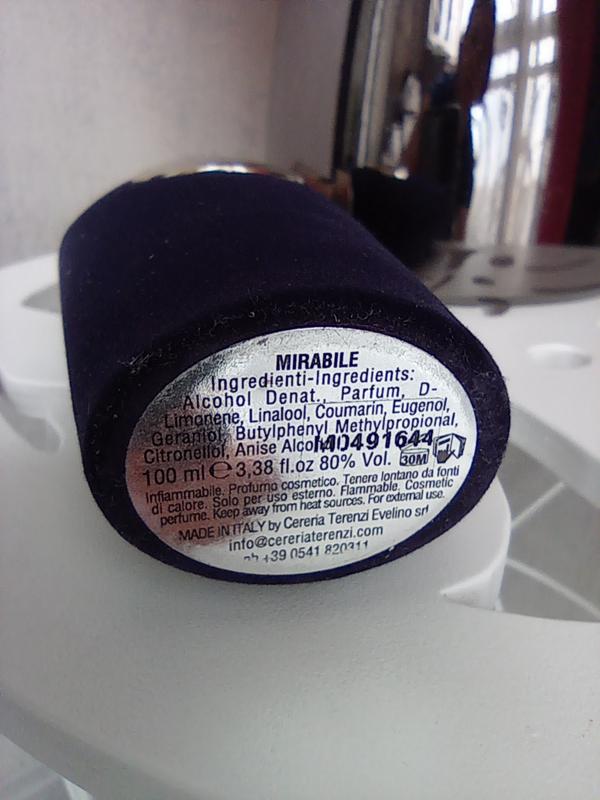 MIRABILE
Ingredienti-Ingredients:
Alcohol Denat., Parfum, D-
Limonene, Linalool, Coumarin, Eugenol,
Geraniol, Butylphenyl Methylpropional,
Citronellol, Anise Alcohol M0491644
100 ml ℮ 3,38 fl.oz 80% Vol. 30M
Infiammabile. Profumo cosmetico. Tenere lontano da fonti
di calore. Solo per uso esterno. Flammable. Cosmetic
perfume. Keep away from heat sources. For external use.
MADE IN ITALY by Cereria Terenzi Evelino srl
info@cereriaterenzi.com
ph +39 0541 820311